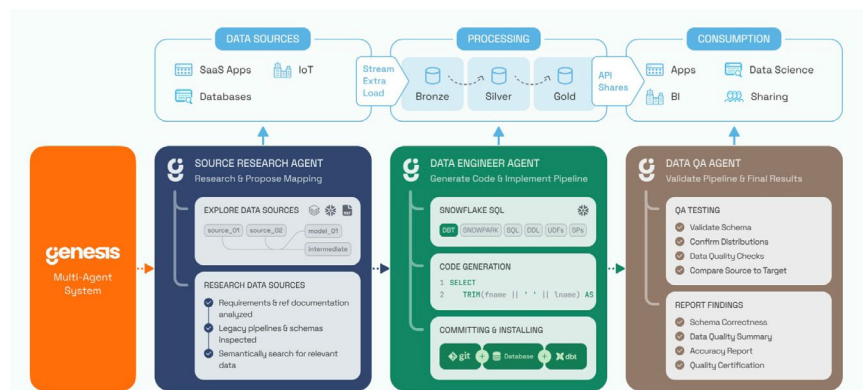 DATA SOURCES
SaaS Apps
IoT
Databases
Stream
Extra
Load
PROCESSING
Bronze
Silver
Gold
API
Shares
CONSUMPTION
Apps
Data Science
BI
Sharing
genesis
Multi-Agent
System
SOURCE RESEARCH AGENT
Research & Propose Mapping
EXPLORE DATA SOURCES
source_01
source_02
model_01
intermediate
RESEARCH DATA SOURCES
Requirements & ref documentation
analyzed
Legacy pipelines & schemas
inspected
Semantically search for relevant
data
DATA ENGINEER AGENT
Generate Code & Implement Pipeline
SNOWFLAKE SQL
DBT
SNOWPARK
SQL
DDL
UDFs
SPs
CODE GENERATION
1 SELECT
2 TRIM(fname || ' ' || lname) AS
COMMITTING & INSTALLING
git
+
Database
+
dbt
DATA QA AGENT
Validate Pipeline & Final Results
QA TESTING
Validate Schema
Confirm Distributions
Data Quality Checks
Compare Source to Target
REPORT FINDINGS
Schema Correctness
Data Quality Summary
Accuracy Report
Quality Certification